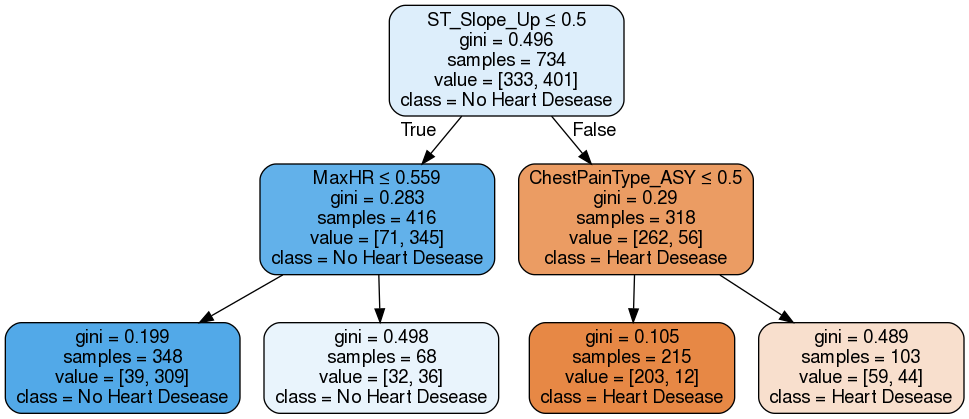 ST_Slope_Up ≤ 0.5
gini = 0.496
samples = 734
value = [333, 401]
class = No Heart Desease
True
False
MaxHR ≤ 0.559
gini = 0.283
samples = 416
value = [71, 345]
class = No Heart Desease
ChestPainType_ASY ≤ 0.5
gini = 0.29
samples = 318
value = [262, 56]
class = Heart Desease
gini = 0.199
samples = 348
value = [39, 309]
class = No Heart Desease
gini = 0.498
samples = 68
value = [32, 36]
class = No Heart Desease
gini = 0.105
samples = 215
value = [203, 12]
class = Heart Desease
gini = 0.489
samples = 103
value = [59, 44]
class = Heart Desease